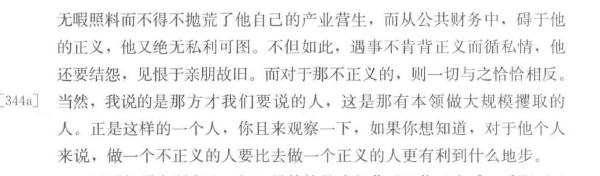 无暇照料而不得不抛荒了他自己的产业营生，而从公共财务中，碍于他
的正义，他又绝无私利可图。不但如此，遇事不肯背正义而循私情，他
还要结怨，见恨于亲朋故旧。而对于那不正义的，则一切与之恰恰相反。
[344a] 当然，我说的是那方才我们要说的人，这是那有本领做大规模攫取的
人。正是这样的一个人，你且来观察一下，如果你想知道，对于他个人
来说，做一个不正义的人要比去做一个正义的人更有利到什么地步。